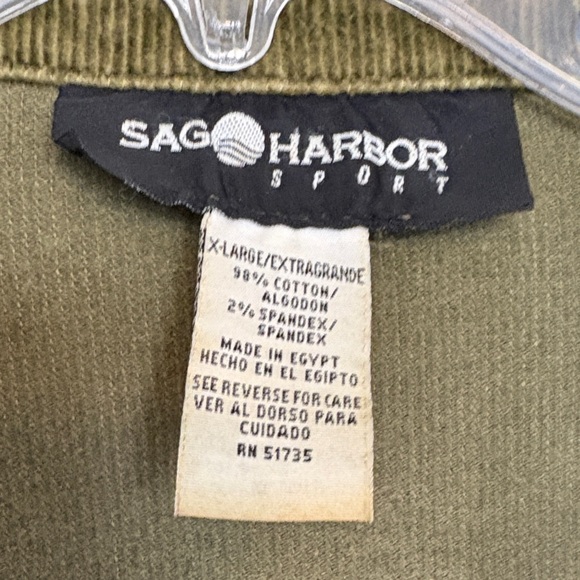 SAG HARBOR
SPORT
X-LARGE/EXTRAGRANDE
98% COTTON/
ALGODON
2% SPANDEX/
SPANDEX
MADE IN EGYPT
HECHO EN EL EGIPTO
SEE REVERSE FOR CARE
VER AL DORSO PARA
CUIDADO
RN 51735